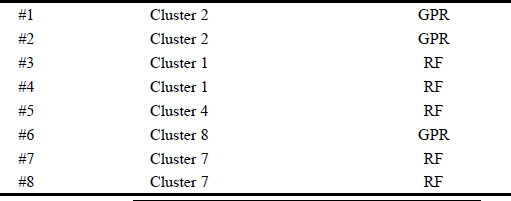 #1 Cluster 2 GPR
#2 Cluster 2 GPR
#3 Cluster 1 RF
#4 Cluster 1 RF
#5 Cluster 4 RF
#6 Cluster 8 GPR
#7 Cluster 7 RF
#8 Cluster 7 RF